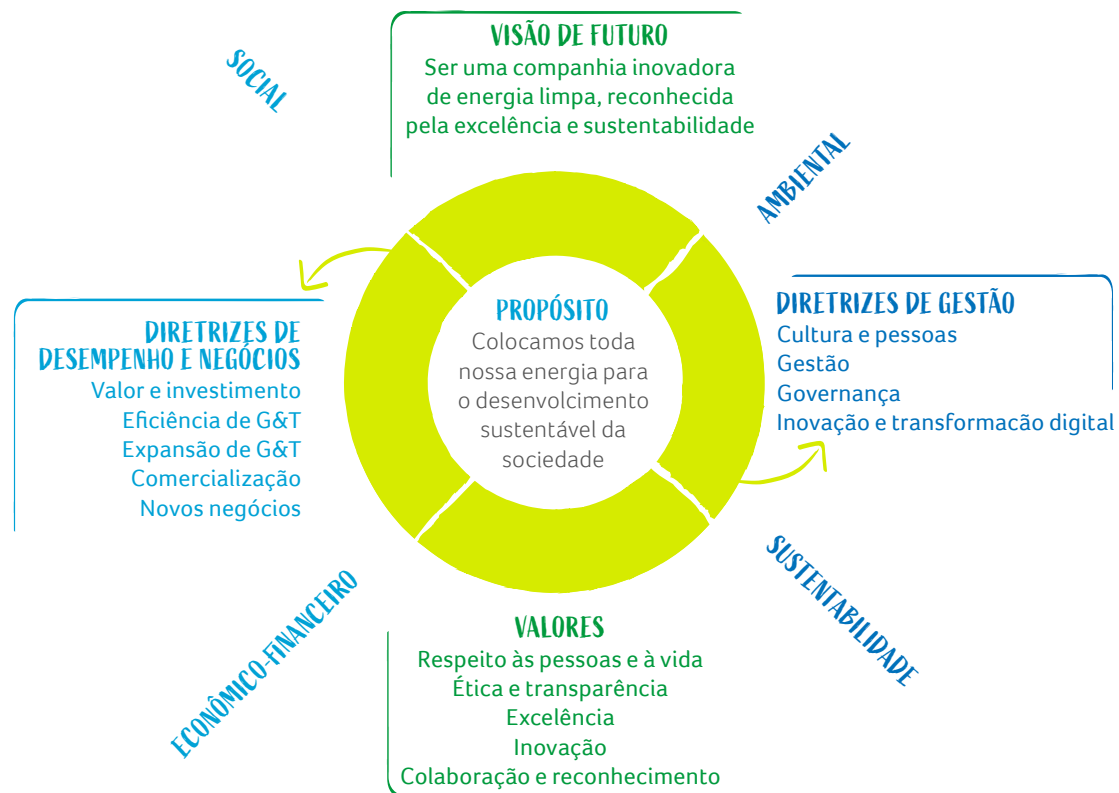 SOCIAL
VISÃO DE FUTURO
Ser uma companhia inovadora
de energia limpa, reconhecida
pela excelência e sustentabilidade
AMBIENTAL
DIRETRIZES DE
DESEMPENHO E NEGÓCIOS
Valor e investimento
Eficiência de G&T
Expansão de G&T
Comercialização
Novos negócios
PROPÓSITO
Colocamos toda
nossa energia para
o desenvolcimento
sustentável da
sociedade
DIRETRIZES DE GESTÃO
Cultura e pessoas
Gestão
Governança
Inovação e transformacão digital
ECONÔMICO-FINANCEIRO
VALORES
Respeito às pessoas e à vida
Ética e transparência
Excelência
Inovação
Colaboração e reconhecimento
SUSTENTABILIDADE